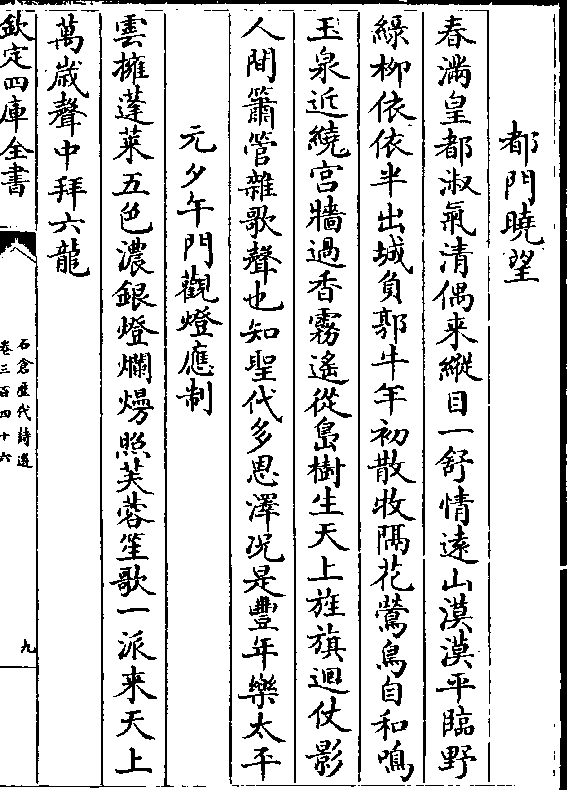 都門曉望
春滿皇都淑氣清偶来縱目一舒情遠山漠漠平臨野
緑柳依依半出城負郭牛羊初散牧隔花鶯鳥自和鳴
玉泉近繞宫牆過香霧遙從島樹生天上旌旗迴仗影
人間簫管雜歌聲也知聖代多恩澤况是豐年樂太平
元夕午門觀燈應制
雲擁蓬萊五色濃銀燈爛熳照芙蓉笙歌一派来天上
萬歳聲中拜六龍
欽定四庫全書
石倉歴代詩選
卷三百四十六
九